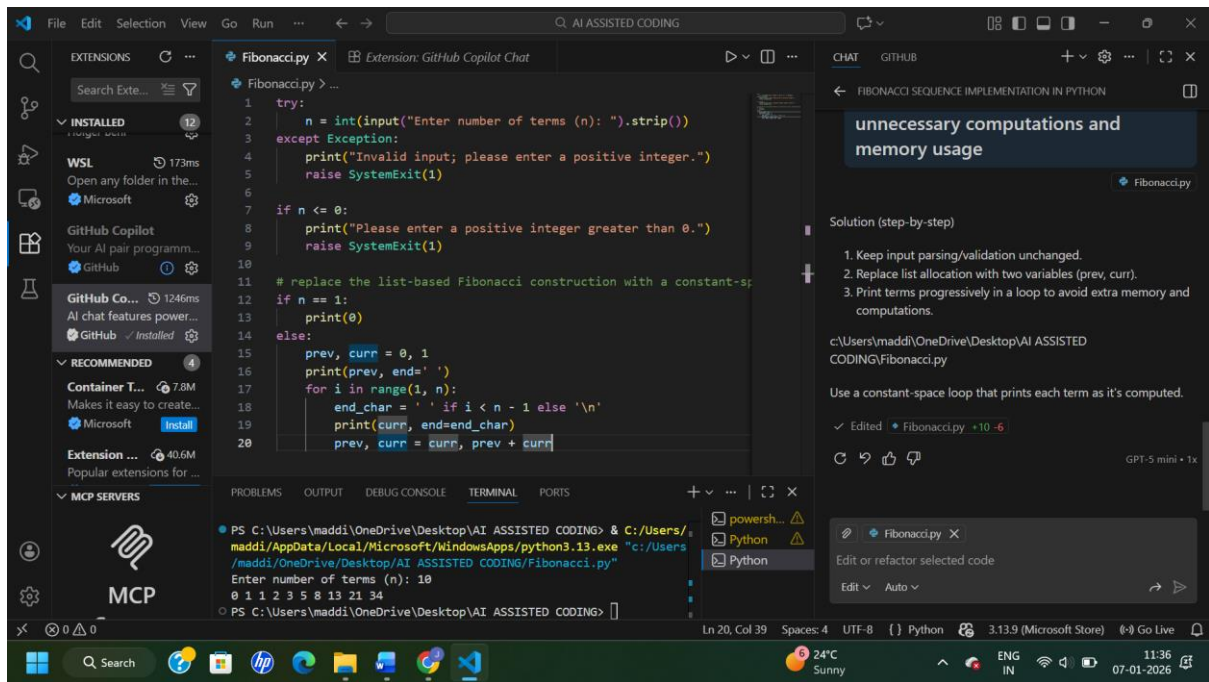 File Edit Selection View Go Run ··· AI ASSISTED CODING
EXTENSIONS
Search Exte...
INSTALLED 12
WSL 173ms
Open any folder in the...
Microsoft
GitHub Copilot
Your AI pair programm...
GitHub
GitHub Co... 1246ms
AI chat features power...
GitHub ✓ Installed
RECOMMENDED 4
Container T... 7.8M
Makes it easy to create...
Microsoft Install
Extension ... 40.6M
Popular extensions for ...
MCP SERVERS
MCP
Fibonacci.py Extension: GitHub Copilot Chat
Fibonacci.py > ...
1 try:
2     n = int(input("Enter number of terms (n): ").strip())
3 except Exception:
4     print("Invalid input; please enter a positive integer.")
5     raise SystemExit(1)
6
7 if n <= 0:
8     print("Please enter a positive integer greater than 0.")
9     raise SystemExit(1)
10
11 # replace the list-based Fibonacci construction with a constant-sp
12 if n == 1:
13     print(0)
14 else:
15     prev, curr = 0, 1
16     print(prev, end=' ')
17     for i in range(1, n):
18         end_char = ' ' if i < n - 1 else '\n'
19         print(curr, end=end_char)
20         prev, curr = curr, prev + curr
PROBLEMS OUTPUT DEBUG CONSOLE TERMINAL PORTS
PS C:\Users\maddi\OneDrive\Desktop\AI ASSISTED CODING> & C:/Users/
maddi/AppData/Local/Microsoft/WindowsApps/python3.13.exe "c:/Users
/maddi/OneDrive/Desktop/AI ASSISTED CODING/Fibonacci.py"
Enter number of terms (n): 10
0 1 1 2 3 5 8 13 21 34
PS C:\Users\maddi\OneDrive\Desktop\AI ASSISTED CODING>
powersh...
Python
Python
CHAT GITHUB
FIBONACCI SEQUENCE IMPLEMENTATION IN PYTHON
unnecessary computations and
memory usage
Fibonacci.py
Solution (step-by-step)
1. Keep input parsing/validation unchanged.
2. Replace list allocation with two variables (prev, curr).
3. Print terms progressively in a loop to avoid extra memory and
computations.
c:\Users\maddi\OneDrive\Desktop\AI ASSISTED
CODING\Fibonacci.py
Use a constant-space loop that prints each term as it's computed.
✓ Edited Fibonacci.py +10 -6
GPT-5 mini • 1x
Fibonacci.py
Edit or refactor selected code
Edit Auto
0 0 Ln 20, Col 39 Spaces: 4 UTF-8 { } Python 3.13.9 (Microsoft Store) Go Live
Search
6
24°C
Sunny
ENG
IN
11:36
07-01-2026